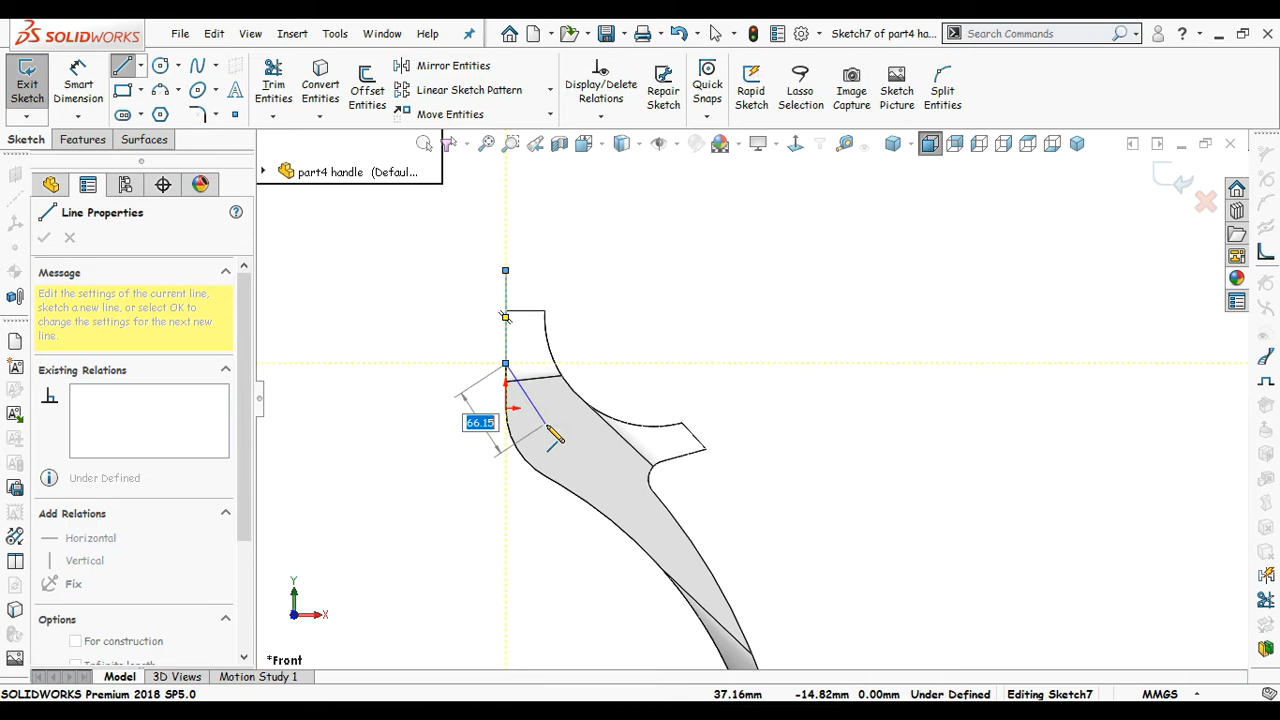 DS SOLIDWORKS File Edit View Insert Tools Window Help Sketch7 of part4 ha... Search Commands ?
Exit Sketch
Smart Dimension
Trim Entities
Convert Entities
Offset Entities
Mirror Entities
Linear Sketch Pattern
Move Entities
Display/Delete Relations
Repair Sketch
Quick Snaps
Rapid Sketch
Lasso Selection
Image Capture
Sketch Picture
Split Entities
Sketch Features Surfaces
part4 handle (Defaul...
Line Properties
Message
Edit the settings of the current line,
sketch a new line, or select OK to
change the settings for the next new
line.
Existing Relations
Under Defined
Add Relations
Horizontal
Vertical
Fix
Options
For construction
Infinite length
66.15
Y
X
*Front
Model 3D Views Motion Study 1
SOLIDWORKS Premium 2018 SP5.0 37.16mm -14.82mm 0.00mm Under Defined Editing Sketch7 MMGS